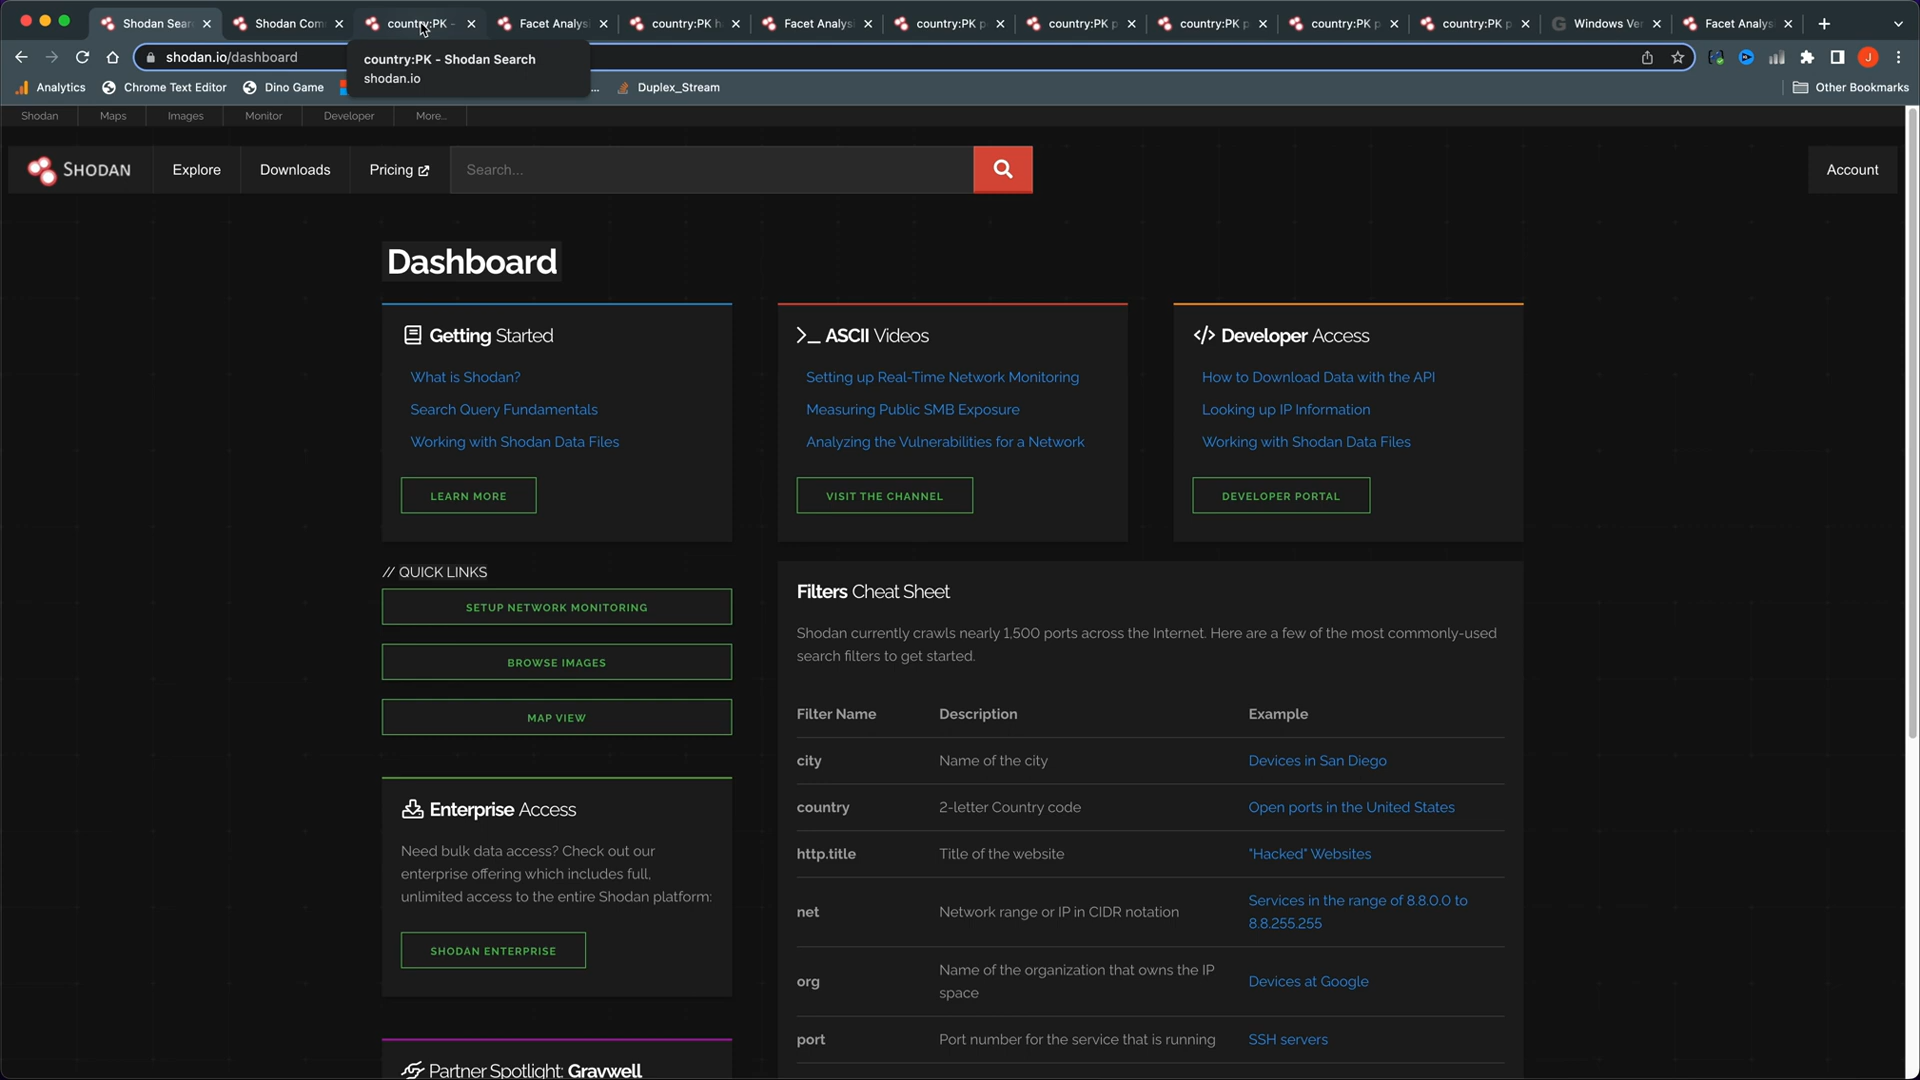 Shodan Sear
Shodan Com
country:PK -
Facet Analys
country:PK h
Facet Analys
country:PK p
country:PK p
country:PK p
country:PK p
country:PK p
Windows Ver
Facet Analys
shodan.io/dashboard
J
country:PK - Shodan Search
shodan.io
Analytics
Chrome Text Editor
Dino Game
...
Duplex_Stream
Other Bookmarks
Shodan
Maps
Images
Monitor
Developer
More...
SHODAN
Explore
Downloads
Pricing
Search...
Account
Dashboard
Getting Started
What is Shodan?
Search Query Fundamentals
Working with Shodan Data Files
LEARN MORE
>_ ASCII Videos
Setting up Real-Time Network Monitoring
Measuring Public SMB Exposure
Analyzing the Vulnerabilities for a Network
VISIT THE CHANNEL
</> Developer Access
How to Download Data with the API
Looking up IP Information
Working with Shodan Data Files
DEVELOPER PORTAL
// QUICK LINKS
SETUP NETWORK MONITORING
BROWSE IMAGES
MAP VIEW
Enterprise Access
Need bulk data access? Check out our
enterprise offering which includes full,
unlimited access to the entire Shodan platform:
SHODAN ENTERPRISE
Partner Spotlight: Gravwell
Filters Cheat Sheet
Shodan currently crawls nearly 1,500 ports across the Internet. Here are a few of the most commonly-used
search filters to get started.
Filter Name Description Example
city Name of the city Devices in San Diego
country 2-letter Country code Open ports in the United States
http.title Title of the website "Hacked" Websites
net Network range or IP in CIDR notation Services in the range of 8.8.0.0 to
8.8.255.255
org Name of the organization that owns the IP
space Devices at Google
port Port number for the service that is running SSH servers